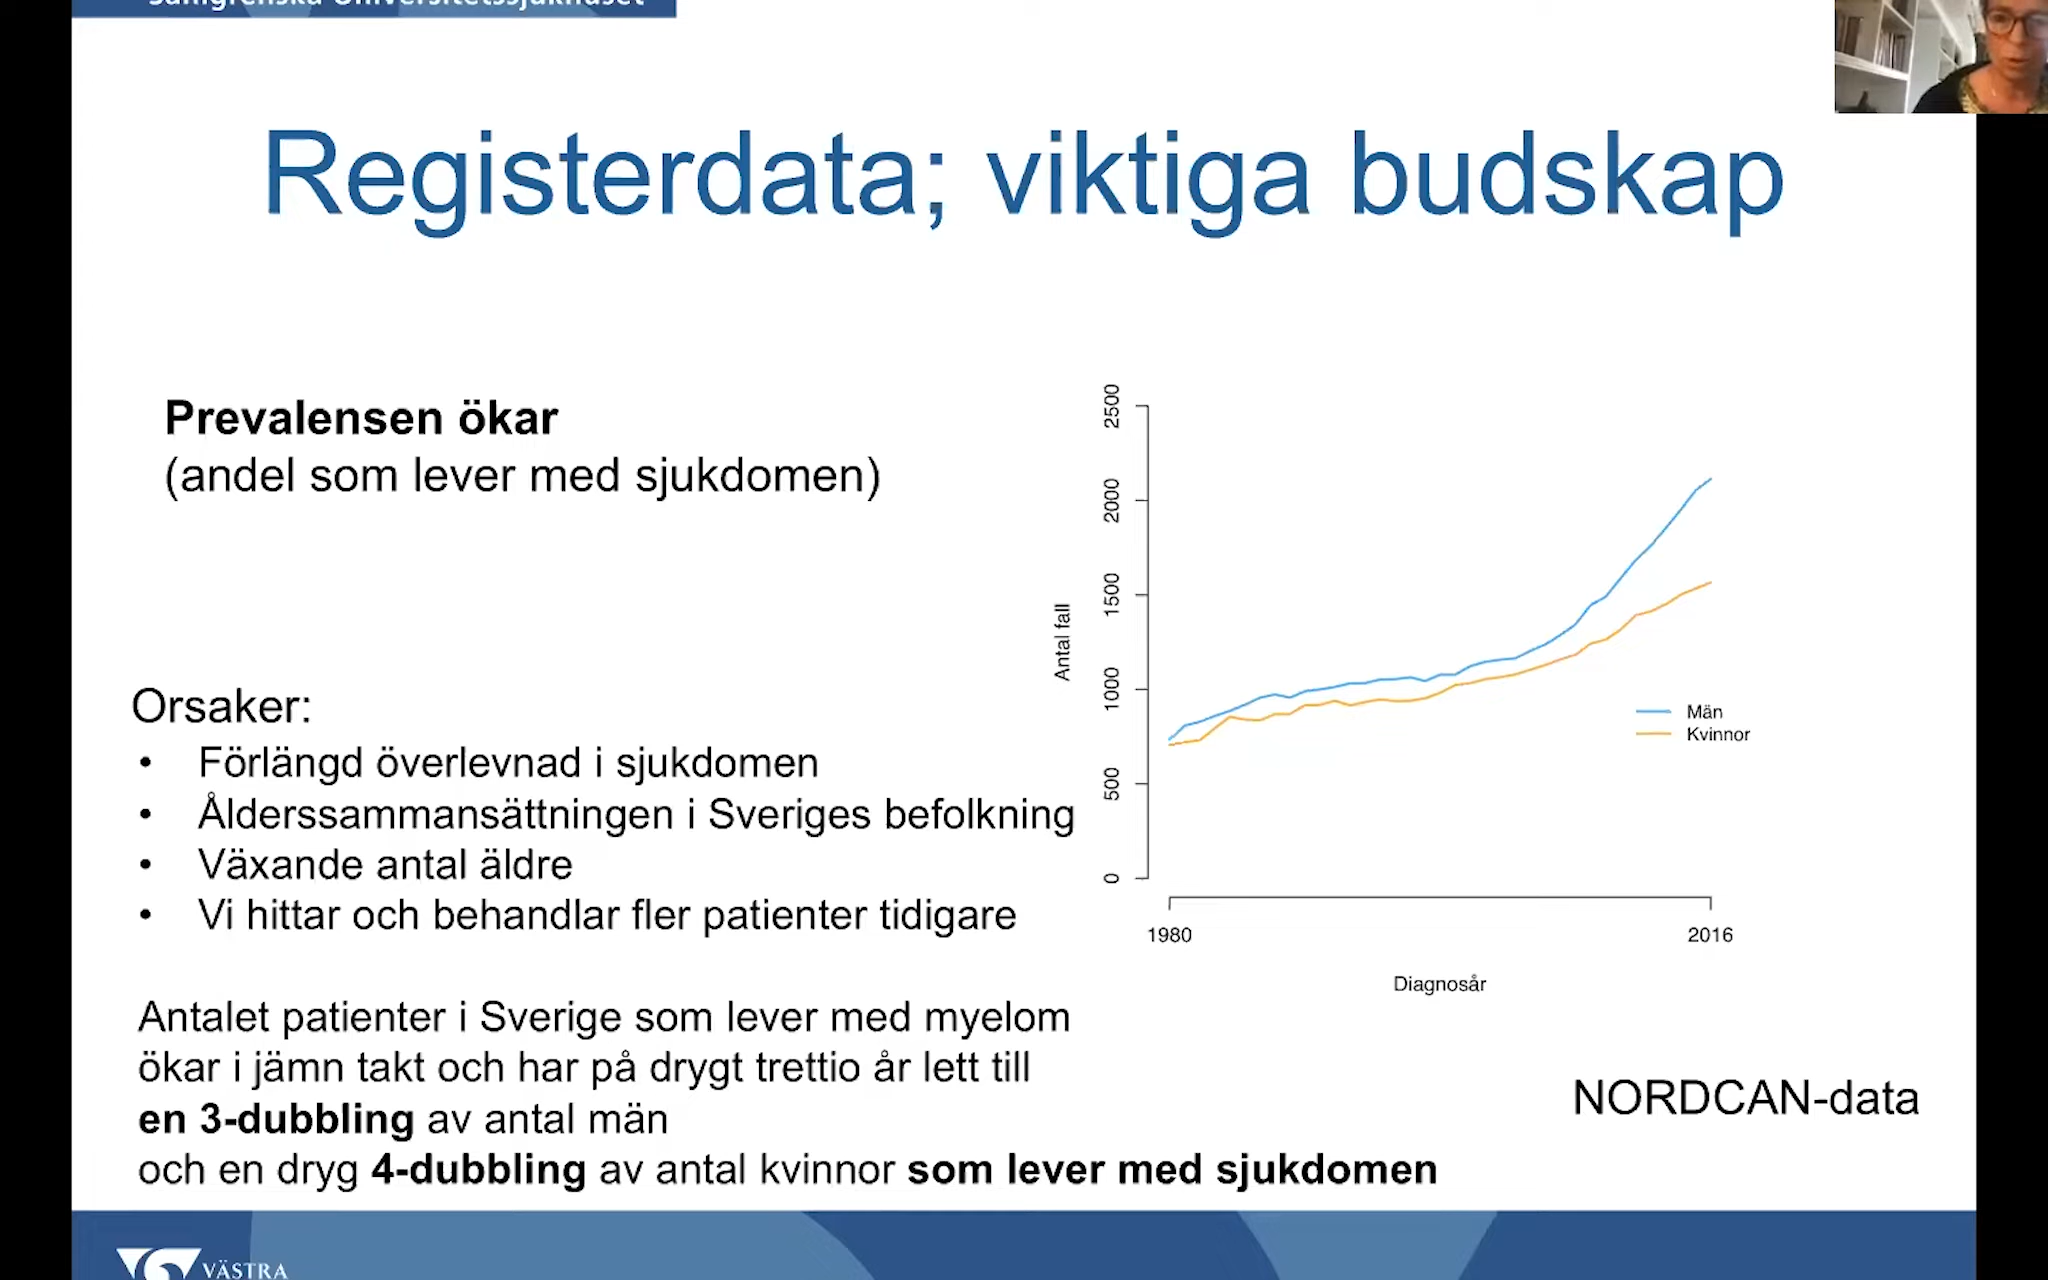 Sahlgrenska Universitetssjukhuset
Registerdata; viktiga budskap
Prevalensen ökar
(andel som lever med sjukdomen)
Orsaker:
• Förlängd överlevnad i sjukdomen
• Ålderssammansättningen i Sveriges befolkning
• Växande antal äldre
• Vi hittar och behandlar fler patienter tidigare
Antalet patienter i Sverige som lever med myelom
ökar i jämn takt och har på drygt trettio år lett till
en 3-dubbling av antal män
och en dryg 4-dubbling av antal kvinnor som lever med sjukdomen
Antal fall
2500
2000
1500
1000
500
0
Män
Kvinnor
1980
2016
Diagnosår
NORDCAN-data
VÄSTRA